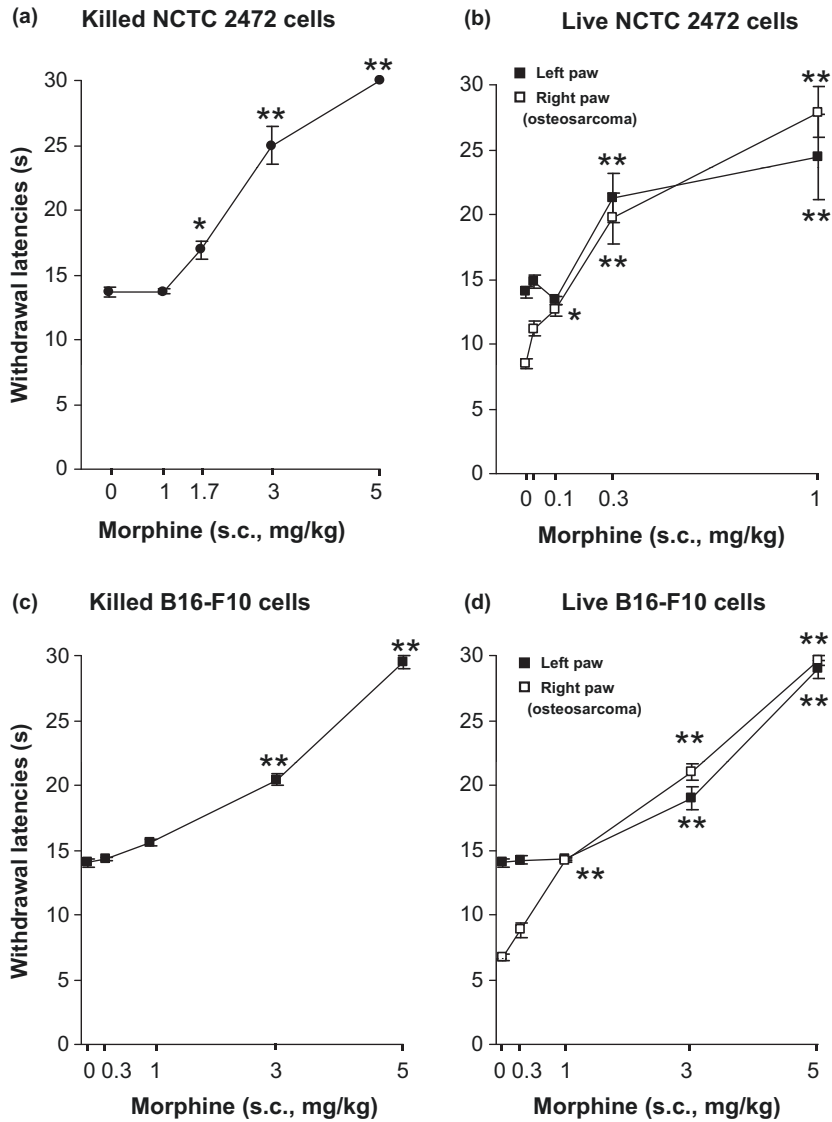 (a) Killed NCTC 2472 cells
30
25
20
15
10
5
0
Withdrawal latencies (s)
*
**
**
0 1 1.7 3 5
Morphine (s.c., mg/kg)
(b) Live NCTC 2472 cells
Left paw
Right paw
(osteosarcoma)
30
25
20
15
10
5
0
*
**
**
**
**
0 0.1 0.3 1
Morphine (s.c., mg/kg)
(c) Killed B16-F10 cells
30
25
20
15
10
5
0
Withdrawal latencies (s)
**
**
0 0.3 1 3 5
Morphine (s.c., mg/kg)
(d) Live B16-F10 cells
Left paw
Right paw
(osteosarcoma)
30
25
20
15
10
5
0
**
**
**
**
**
0 0.3 1 3 5
Morphine (s.c., mg/kg)